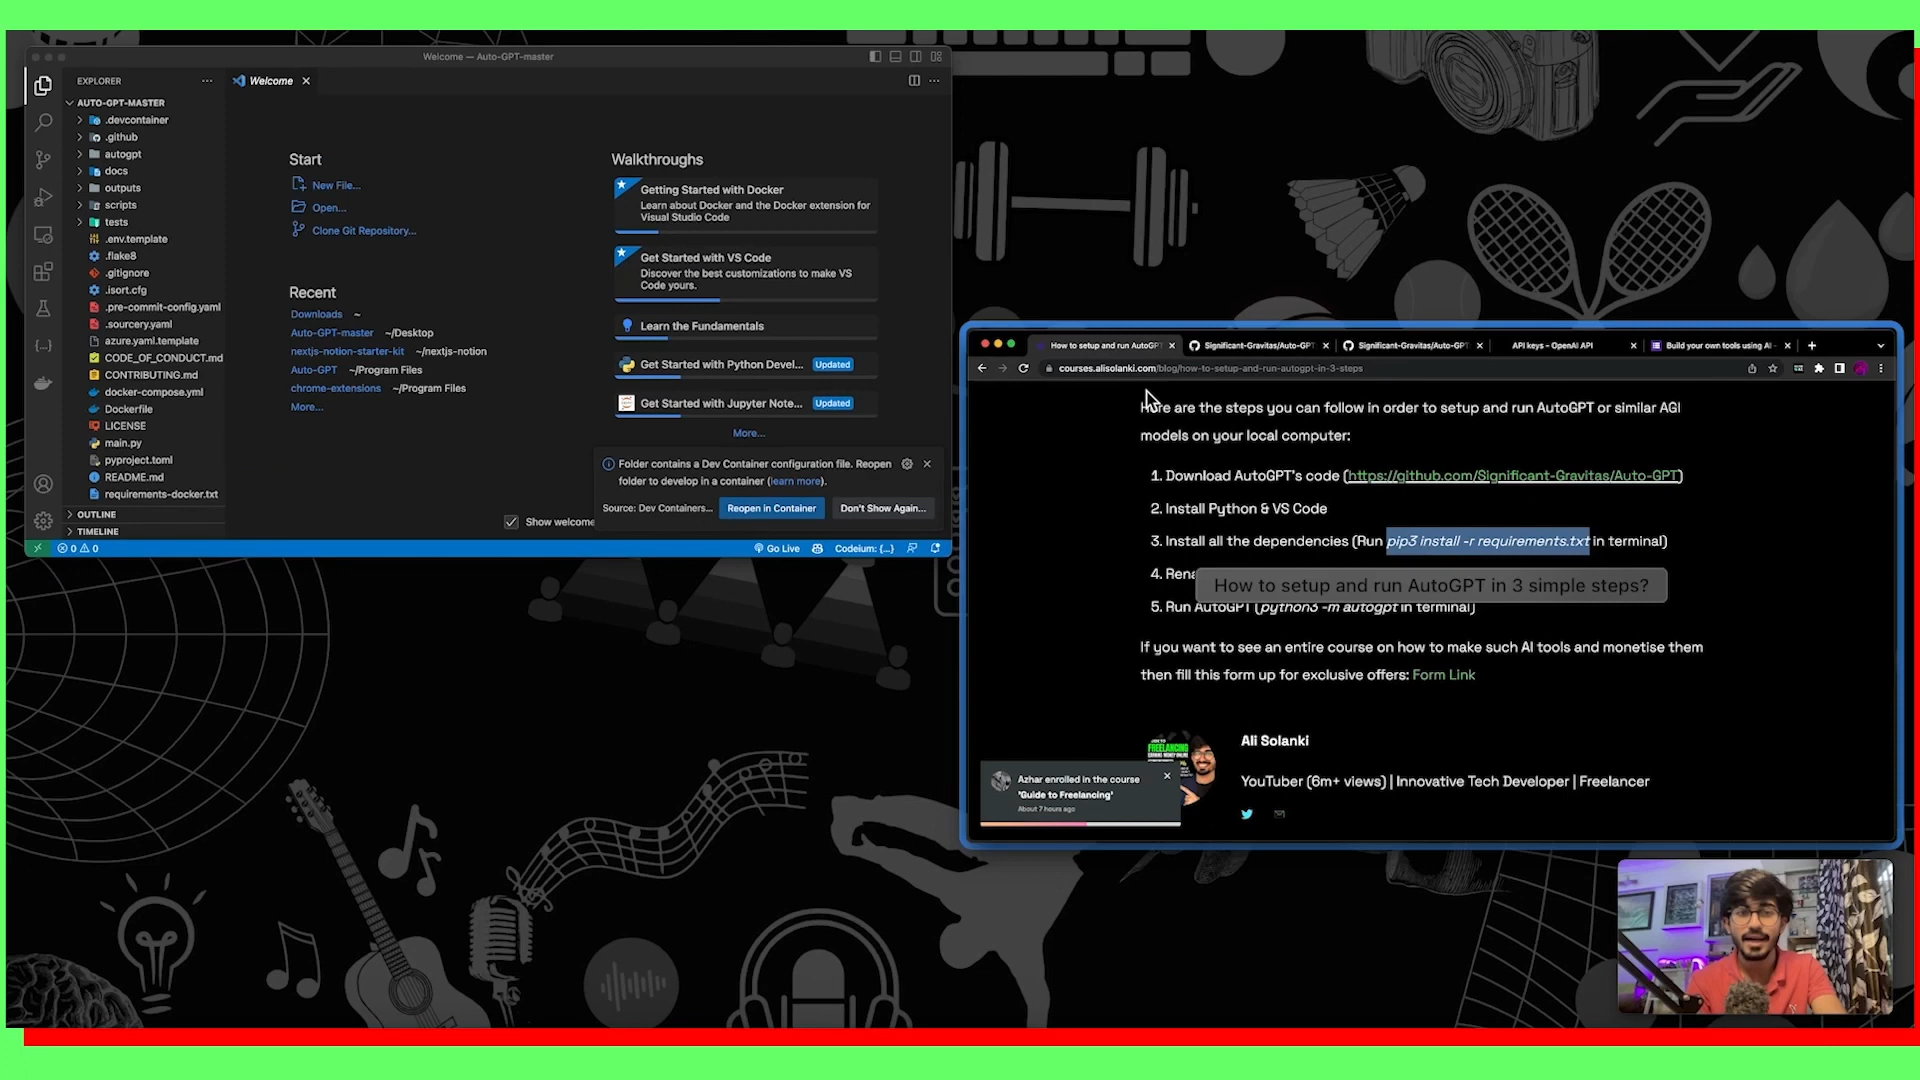 Welcome — Auto-GPT-master
EXPLORER
Welcome
AUTO-GPT-MASTER
.devcontainer
.github
autogpt
docs
outputs
scripts
tests
.env.template
.flake8
.gitignore
.isort.cfg
.pre-commit-config.yaml
.sourcery.yaml
azure.yaml.template
CODE_OF_CONDUCT.md
CONTRIBUTING.md
docker-compose.yml
Dockerfile
LICENSE
main.py
pyproject.toml
README.md
requirements-docker.txt
OUTLINE
TIMELINE
Start
New File...
Open...
Clone Git Repository...
Recent
Downloads ~
Auto-GPT-master ~/Desktop
nextjs-notion-starter-kit ~/nextjs-notion
Auto-GPT ~/Program Files
chrome-extensions ~/Program Files
More...
Walkthroughs
Getting Started with Docker
Learn about Docker and the Docker extension for
Visual Studio Code
Get Started with VS Code
Discover the best customizations to make VS
Code yours.
Learn the Fundamentals
Get Started with Python Devel... Updated
Get Started with Jupyter Note... Updated
More...
Folder contains a Dev Container configuration file. Reopen
folder to develop in a container (learn more).
Source: Dev Containers... Reopen in Container Don't Show Again...
Show welcome
0 0 Go Live Codeium: {...}
How to setup and run AutoGPT Significant-Gravitas/Auto-GPT Significant-Gravitas/Auto-GPT API keys - OpenAI API Build your own tools using AI -
courses.alisolanki.com/blog/how-to-setup-and-run-autogpt-in-3-steps
Here are the steps you can follow in order to setup and run AutoGPT or similar AGI
models on your local computer:
1. Download AutoGPT's code (https://github.com/Significant-Gravitas/Auto-GPT)
2. Install Python & VS Code
3. Install all the dependencies (Run pip3 install -r requirements.txt in terminal)
4. Rena
How to setup and run AutoGPT in 3 simple steps?
5. Run AutoGPT (python3 -m autogpt in terminal)
If you want to see an entire course on how to make such AI tools and monetise them
then fill this form up for exclusive offers: Form Link
Ali Solanki
YouTuber (6m+ views) | Innovative Tech Developer | Freelancer
FREELANCING
Azhar enrolled in the course
'Guide to Freelancing'
About 7 hours ago